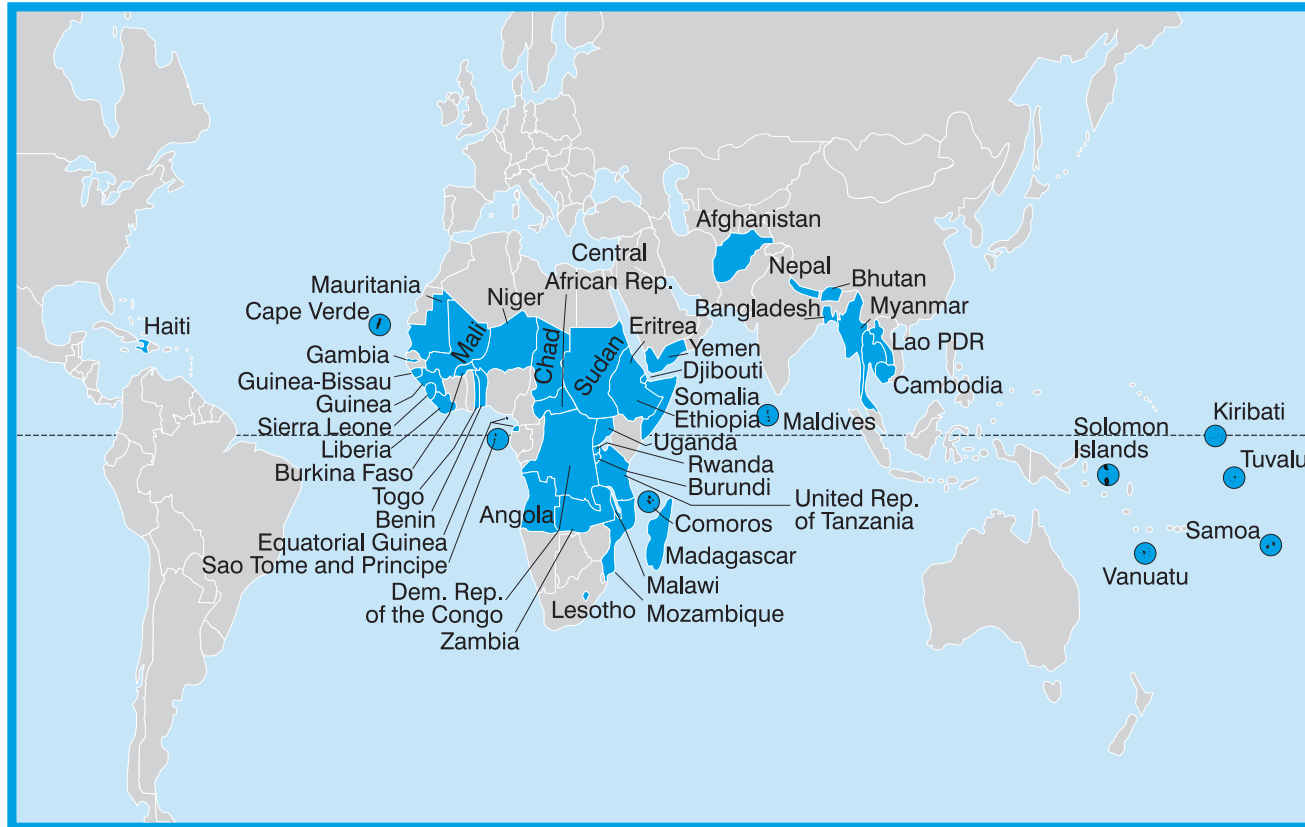 Afghanistan
Central
African Rep.
Nepal
Bhutan
Mauritania
Niger
Bangladesh
Myanmar
Cape Verde
Haiti
Mali
Chad
Sudan
Eritrea
Lao PDR
Yemen
Gambia
Djibouti
Guinea-Bissau
Cambodia
Guinea
Somalia
Sierra Leone
Ethiopia
Maldives
Kiribati
Liberia
Uganda
Solomon
Islands
Burkina Faso
Rwanda
Tuvalu
Togo
Burundi
Benin
Angola
United Rep.
of Tanzania
Comoros
Equatorial Guinea
Samoa
Sao Tome and Principe
Madagascar
Vanuatu
Dem. Rep.
of the Congo
Malawi
Lesotho
Mozambique
Zambia